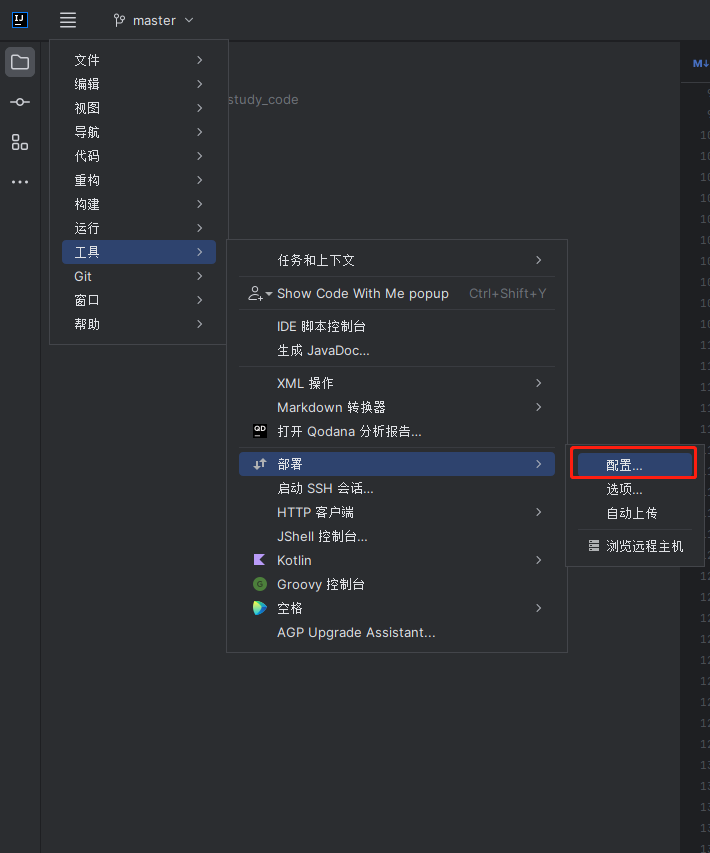 IJ
master
文件
编辑
视图
导航
代码
重构
构建
运行
工具
Git
窗口
帮助
study_code
M↓
任务和上下文
Show Code With Me popup Ctrl+Shift+Y
IDE 脚本控制台
生成 JavaDoc...
XML 操作
Markdown 转换器
QD 打开 Qodana 分析报告...
部署
启动 SSH 会话...
HTTP 客户端
JShell 控制台...
Kotlin
G Groovy 控制台
空格
AGP Upgrade Assistant...
配置...
选项...
自动上传
浏览远程主机